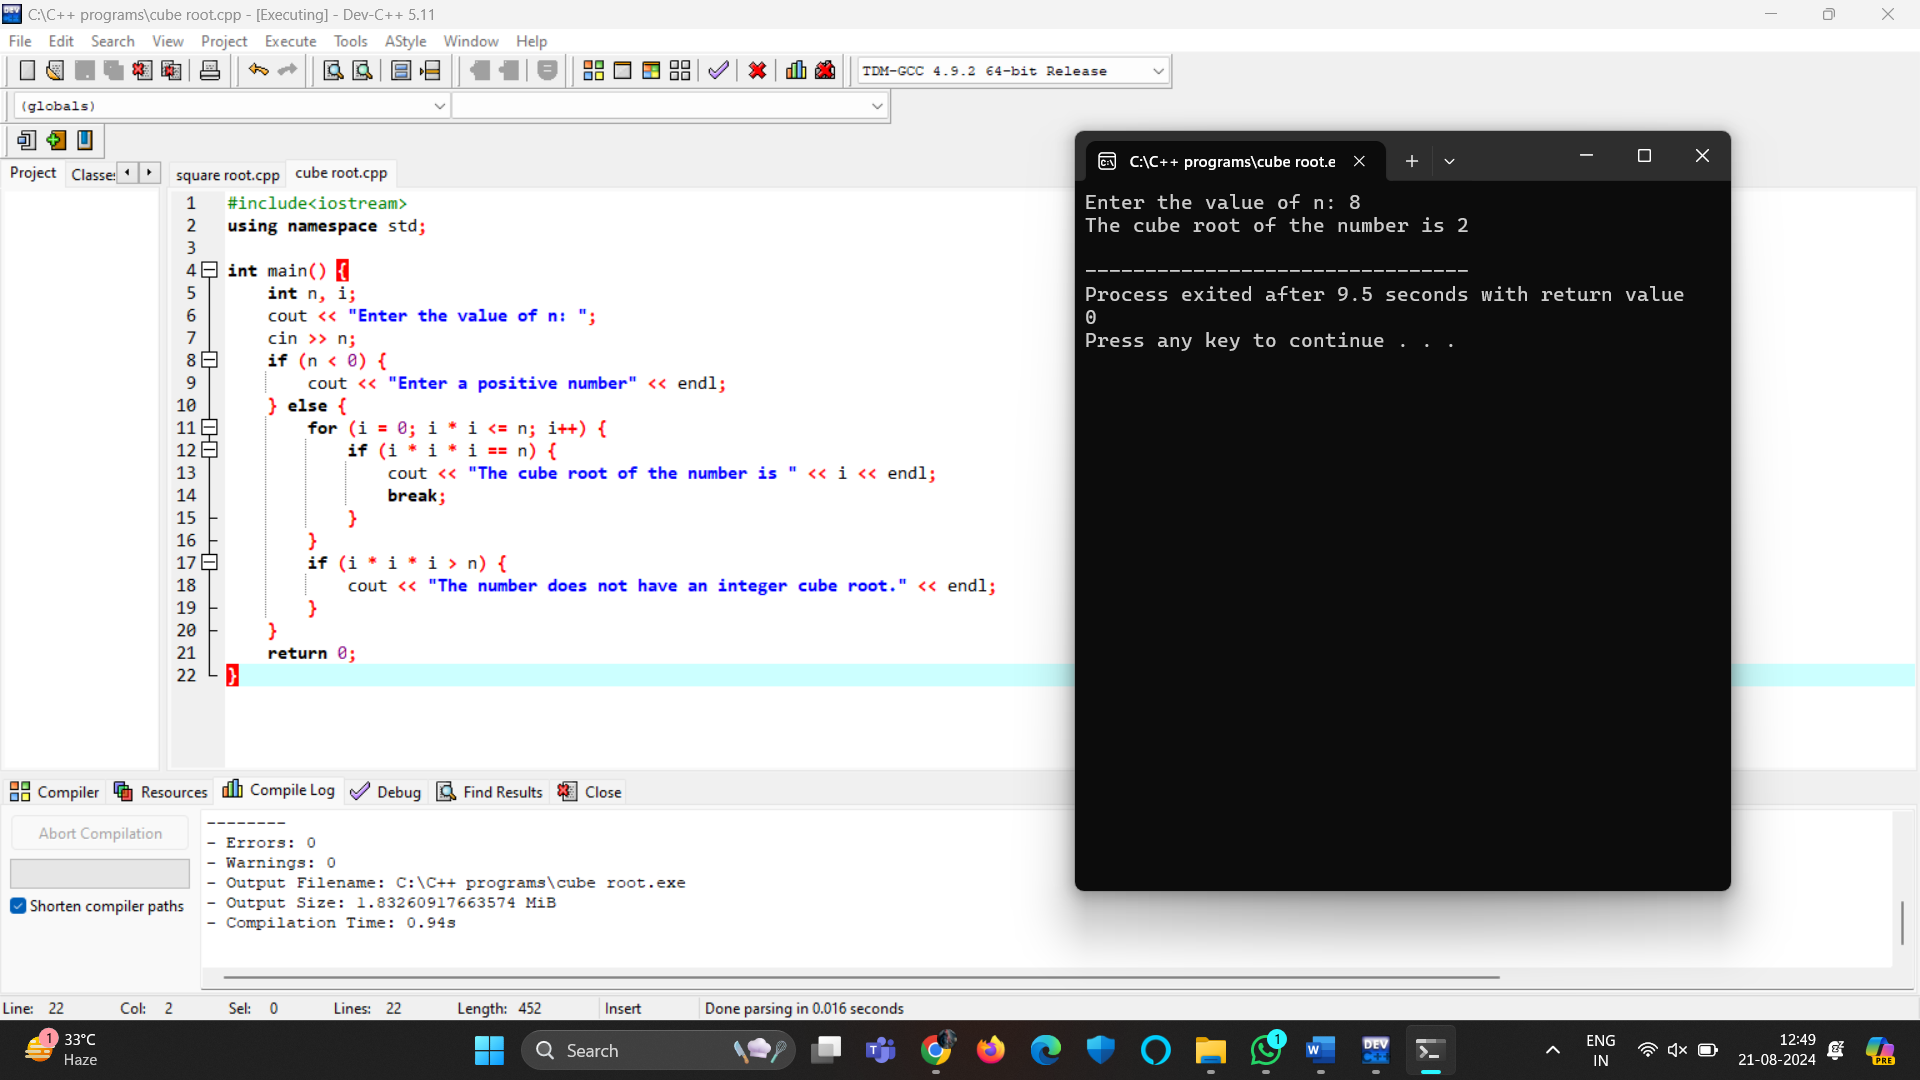 C:\C++ programs\cube root.cpp - [Executing] - Dev-C++ 5.11
File Edit Search View Project Execute Tools AStyle Window Help
TDM-GCC 4.9.2 64-bit Release
(globals)
Project Classes
square root.cpp cube root.cpp
1 #include<iostream>
2 using namespace std;
3
4 int main() {
5 int n, i;
6 cout << "Enter the value of n: ";
7 cin >> n;
8 if (n < 0) {
9 cout << "Enter a positive number" << endl;
10 } else {
11 for (i = 0; i * i <= n; i++) {
12 if (i * i * i == n) {
13 cout << "The cube root of the number is " << i << endl;
14 break;
15 }
16 }
17 if (i * i * i > n) {
18 cout << "The number does not have an integer cube root." << endl;
19 }
20 }
21 return 0;
22 }
C:\C++ programs\cube root.e
Enter the value of n: 8
The cube root of the number is 2
--------------------------------
Process exited after 9.5 seconds with return value
0
Press any key to continue . . .
Compiler Resources Compile Log Debug Find Results Close
Abort Compilation
Shorten compiler paths
--------
- Errors: 0
- Warnings: 0
- Output Filename: C:\C++ programs\cube root.exe
- Output Size: 1.83260917663574 MiB
- Compilation Time: 0.94s
Line: 22 Col: 2 Sel: 0 Lines: 22 Length: 452 Insert Done parsing in 0.016 seconds
1
33°C
Haze
Search
1
DEV
C++
ENG
IN
12:49
21-08-2024
PRE